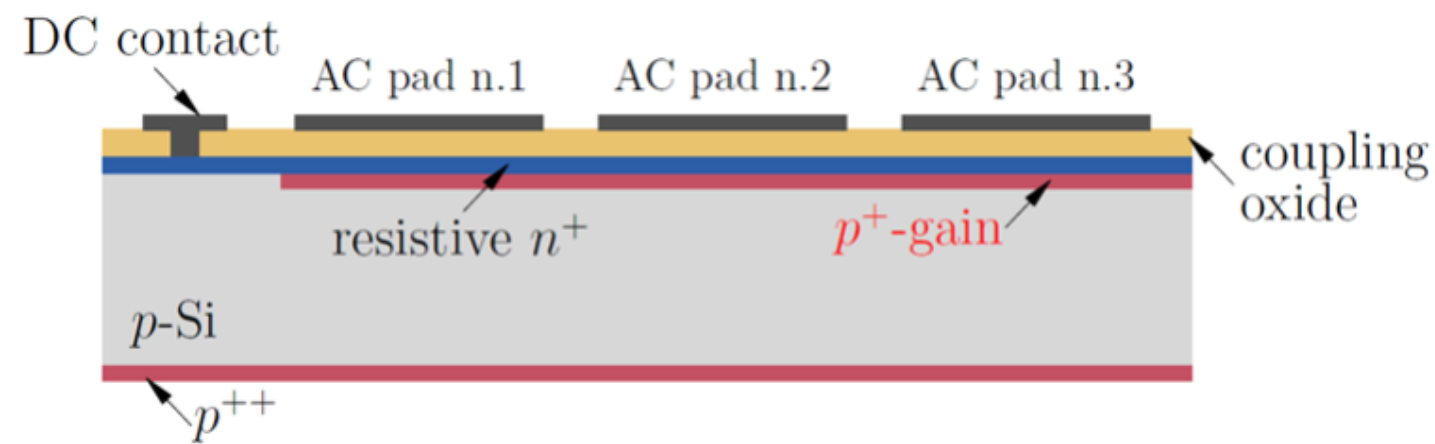 DC contact
AC pad n.1
AC pad n.2
AC pad n.3
coupling
oxide
resistive n⁺
p⁺-gain
p-Si
p⁺⁺